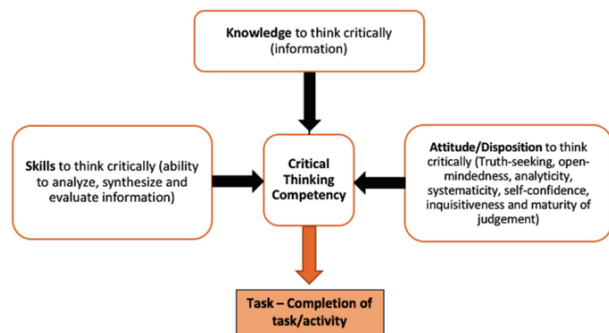 Knowledge to think critically
(information)
Skills to think critically (ability
to analyze, synthesize and
evaluate information)
Critical
Thinking
Competency
Attitude/Disposition to think
critically (Truth-seeking, open-
mindedness, analyticity,
systematicity, self-confidence,
inquisitiveness and maturity of
judgement)
Task – Completion of
task/activity